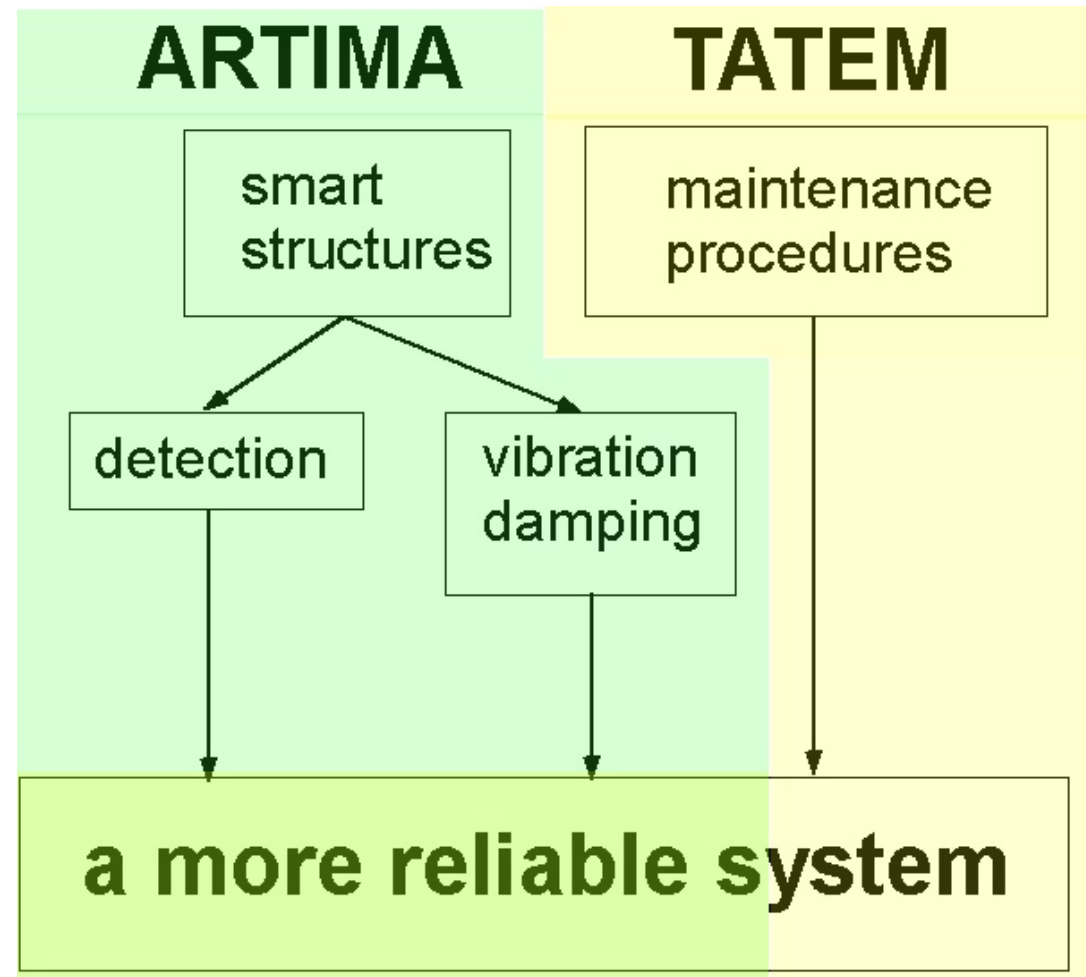 ARTIMA
TATEM
smart
structures
maintenance
procedures
detection
vibration
damping
a more reliable system